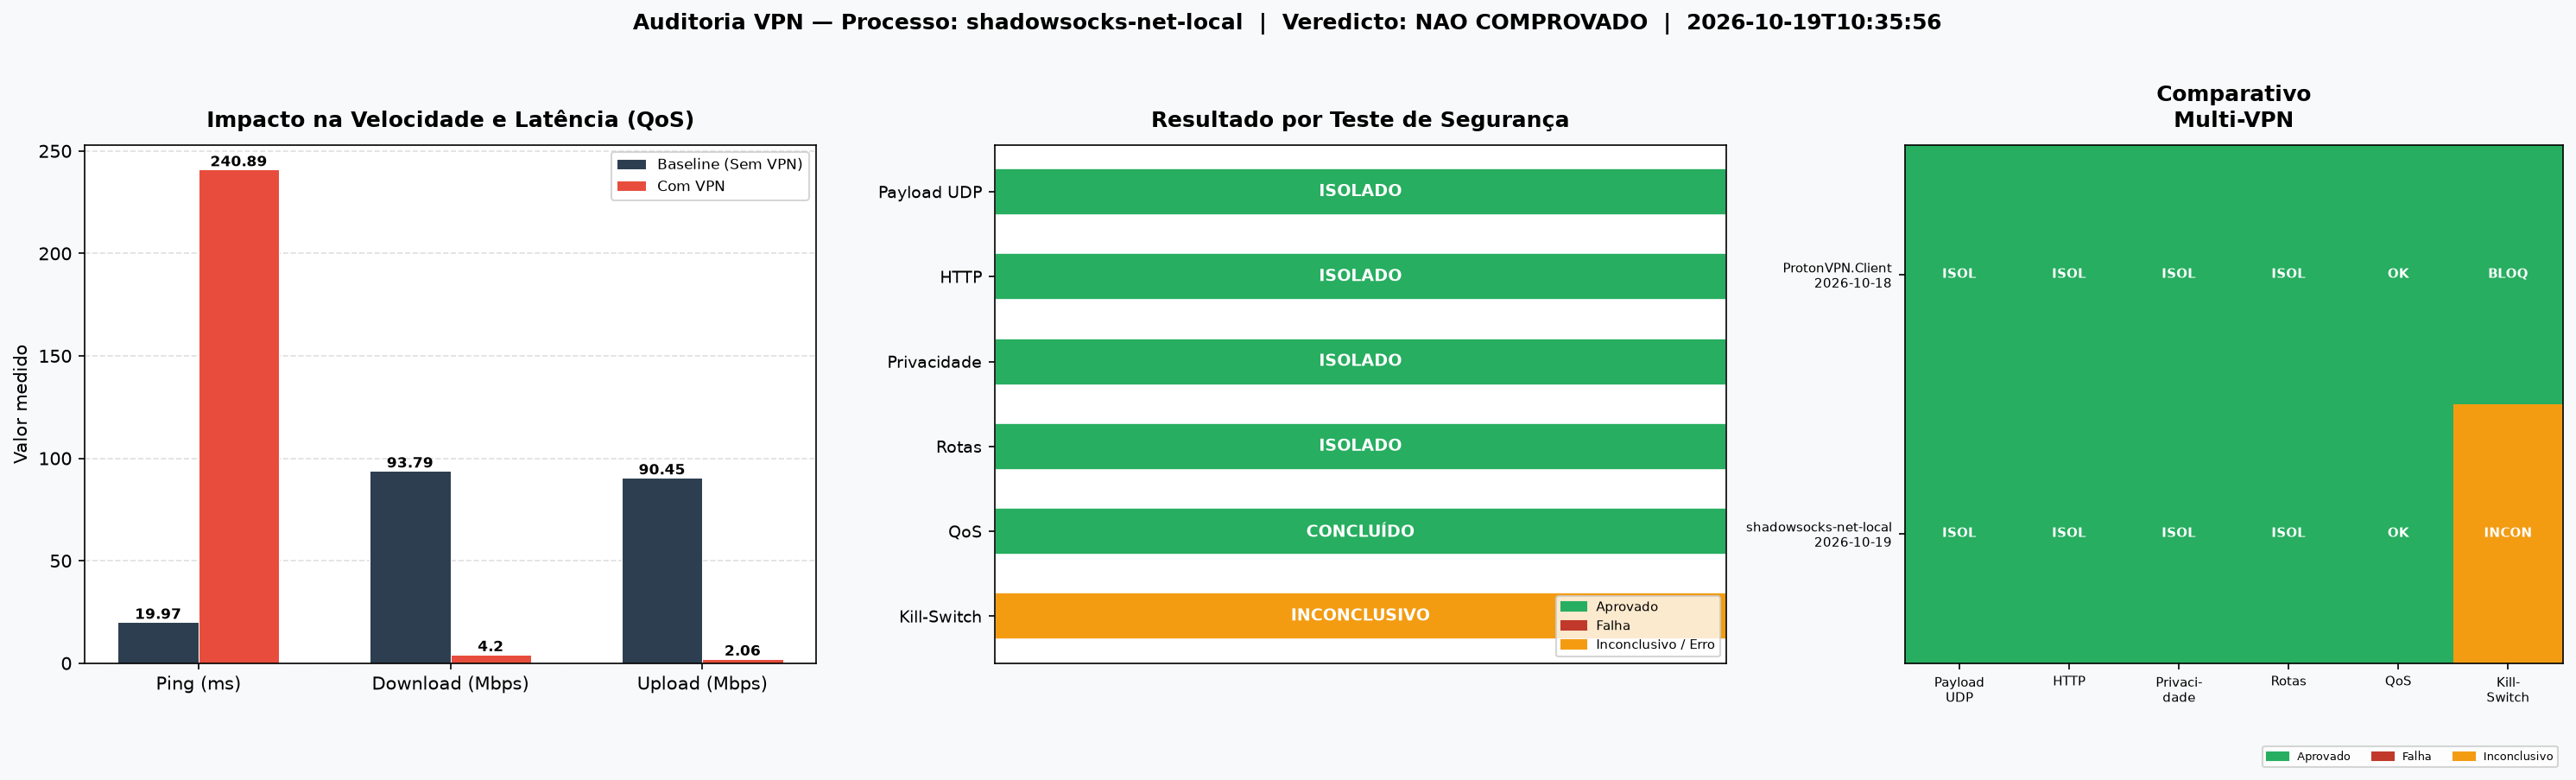 Auditoria VPN — Processo: shadowsocks-net-local | Veredicto: NAO COMPROVADO | 2026-10-19T10:35:56
Impacto na Velocidade e Latência (QoS)
Valor medido
250
200
150
100
50
0
240.89
19.97
93.79
4.2
90.45
2.06
Baseline (Sem VPN)
Com VPN
Ping (ms)
Download (Mbps)
Upload (Mbps)
Resultado por Teste de Segurança
Payload UDP
ISOLADO
HTTP
ISOLADO
Privacidade
ISOLADO
Rotas
ISOLADO
QoS
CONCLUÍDO
Kill-Switch
INCONCLUSIVO
Aprovado
Falha
Inconclusivo / Erro
Comparativo
Multi-VPN
ProtonVPN.Client
2026-10-18
ISOL ISOL ISOL ISOL OK BLOQ
shadowsocks-net-local
2026-10-19
ISOL ISOL ISOL ISOL OK INCON
Payload
UDP
HTTP
Privaci-
dade
Rotas
QoS
Kill-
Switch
Aprovado Falha Inconclusivo